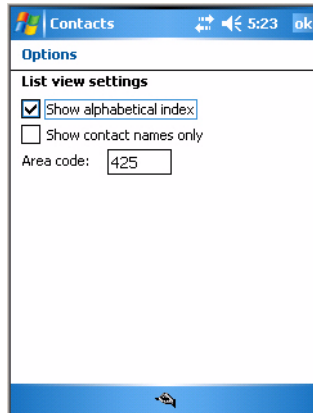 Contacts 5:23 ok
Options
List view settings
Show alphabetical index
Show contact names only
Area code: 425